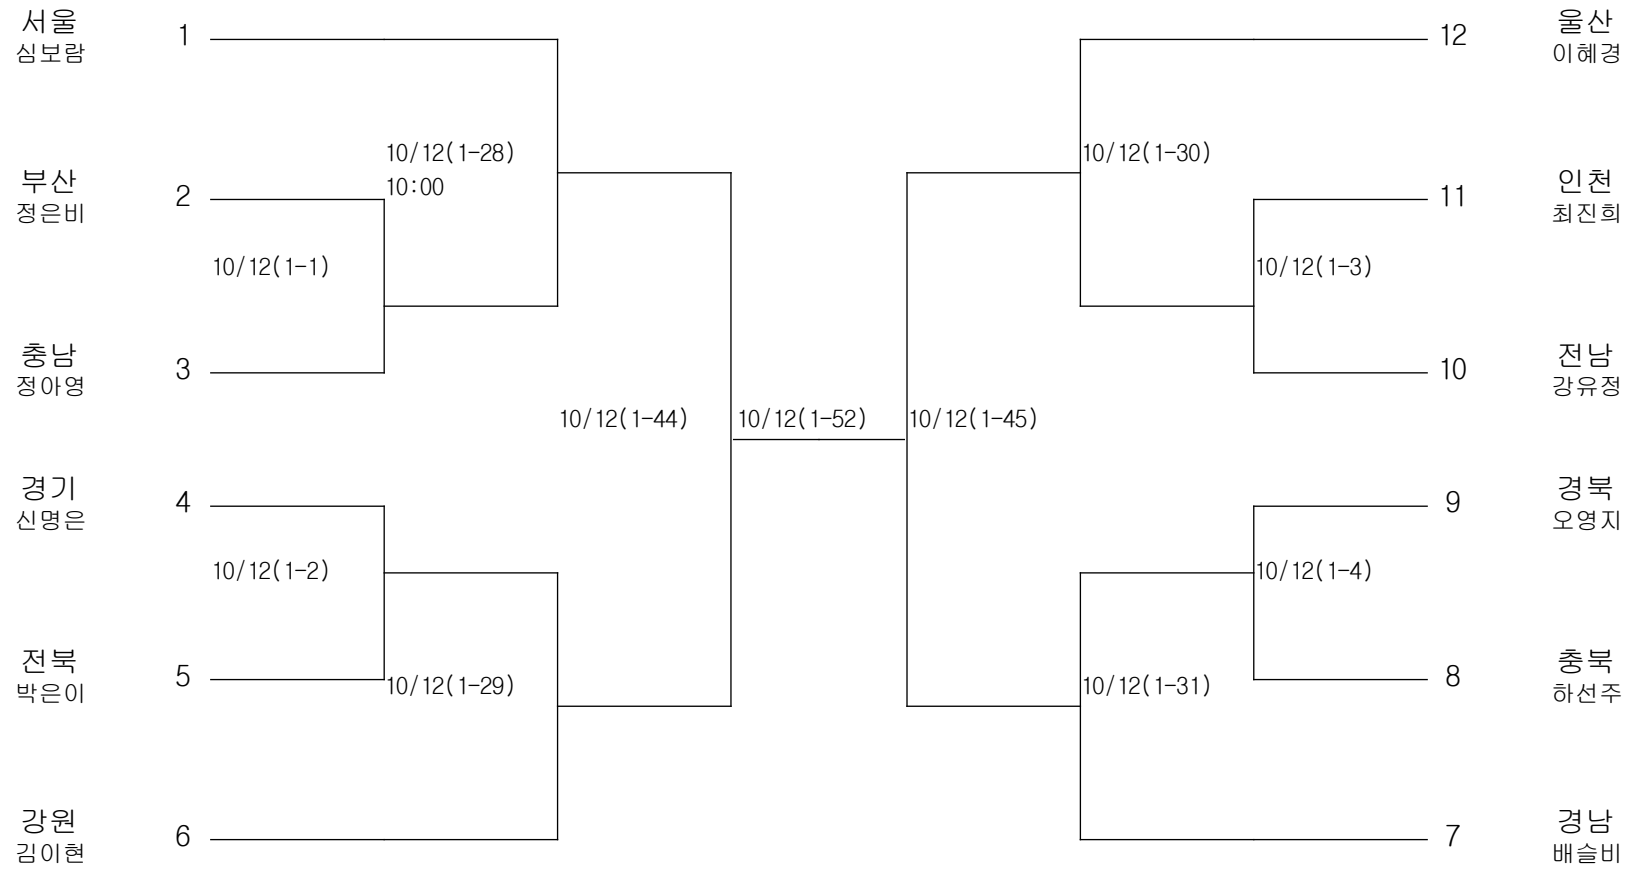 서울
심보람
1
12
울산
이혜경
10/12(1-28)
10:00
10/12(1-30)
부산
정은비
2
11
인천
최진희
10/12(1-1)
10/12(1-3)
충남
정아영
3
10
전남
강유정
10/12(1-44)
10/12(1-52)
10/12(1-45)
경기
신명은
4
9
경북
오영지
10/12(1-2)
10/12(1-4)
전북
박은이
5
8
충북
하선주
10/12(1-29)
10/12(1-31)
강원
김이현
6
7
경남
배슬비